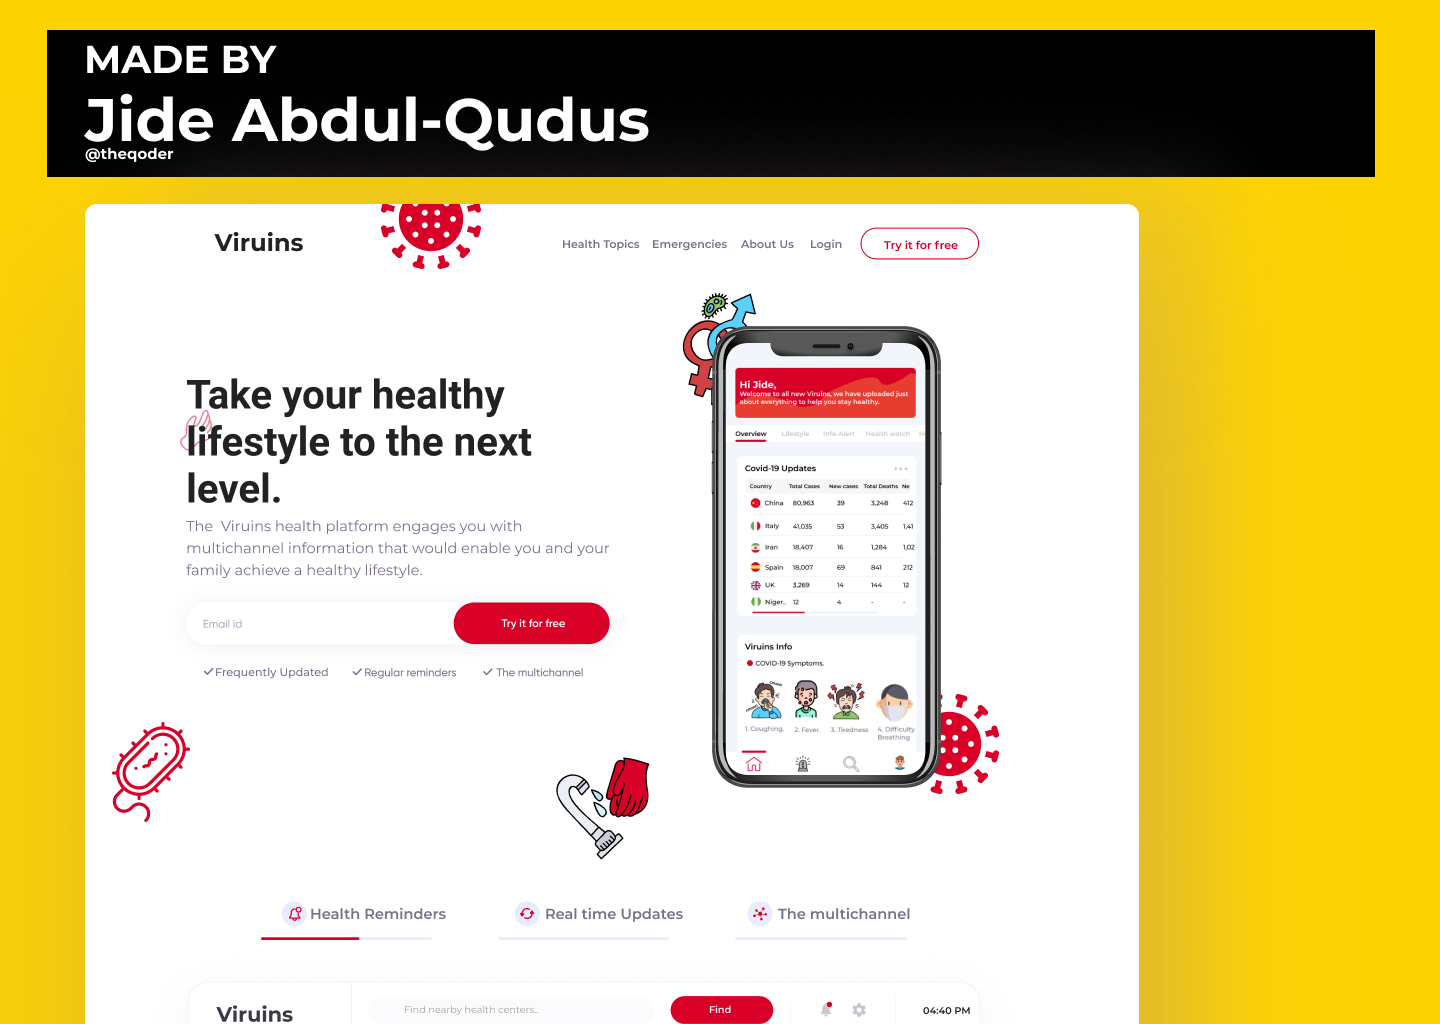 MADE BY
Jide Abdul-Qudus
@theqoder
Viruins
Health Topics Emergencies About Us Login Try it for free
Take your healthy
lifestyle to the next
level.
The Viruins health platform engages you with
multichannel information that would enable you and your
family achieve a healthy lifestyle.
Email id Try it for free
Frequently Updated Regular reminders The multichannel
Hi Jide,
Welcome to all new Viruins, we have uploaded just
about everything to help you stay healthy.
Overview Lifestyle Info-Alert Health watch H
Covid-19 Updates
Country Total Cases New cases Total Deaths Ne
China 80,963 39 3,248 412
Italy 41,035 53 3,405 1,41
Iran 18,407 16 1,284 1,02
Spain 18,007 69 841 212
UK 3,269 14 144 12
Niger.. 12 4 - -
Viruins Info
COVID-19 Symptoms.
1. Coughing. 2. Fever. 3. Tiredness 4. Difficulty
Breathing
Health Reminders Real time Updates The multichannel
Viruins Find nearby health centers.. Find 04:40 PM